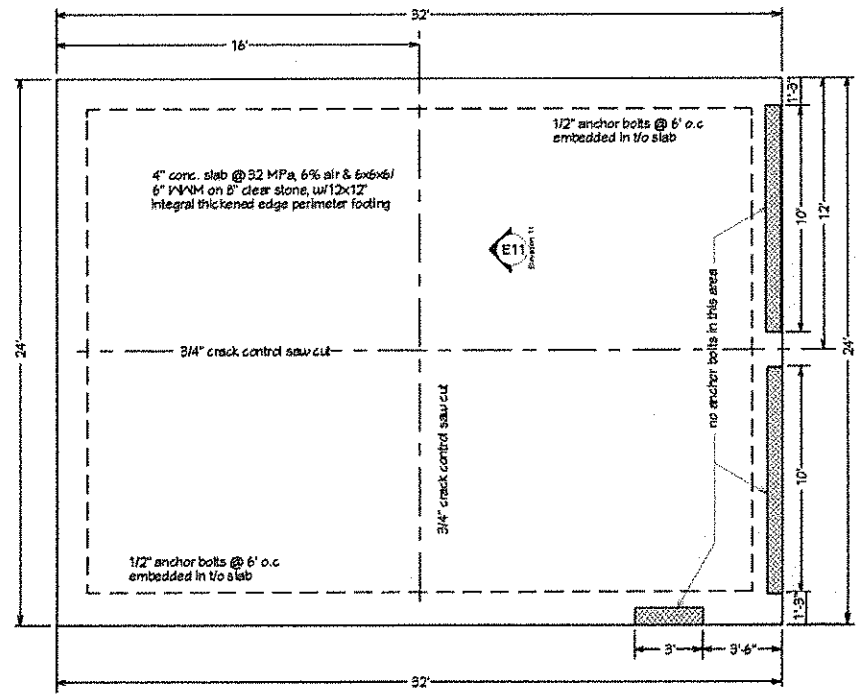 32'
16'
1'-3"
1/2" anchor bolts @ 6' o.c
embedded in t/o slab
4" conc. slab @ 32 MPa, 6% air & 6x6x6/
6" WWM on 8" clear stone, w/12x12"
integral thickened edge perimeter footing
10'
12'
E11
Elevation 11
no anchor bolts in this area
24'
3/4" crack control saw cut
24'
3/4" crack control saw cut
10'
1/2" anchor bolts @ 6' o.c
embedded in t/o slab
1'-3"
3'
3'-6"
32'